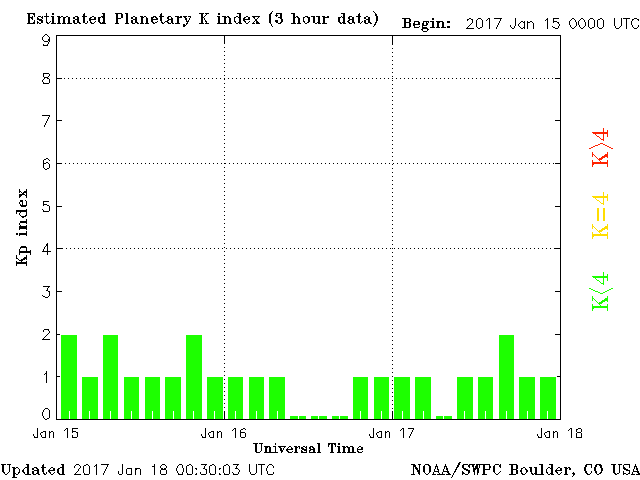 Estimated Planetary K index (3 hour data)
Begin: 2017 Jan 15 0000 UTC
9
8
7
6
5
4
3
2
1
0
Kp index
K>4
K=4
K<4
Jan 15
Jan 16
Jan 17
Jan 18
Universal Time
Updated 2017 Jan 18 00:30:03 UTC
NOAA/SWPC Boulder, CO USA